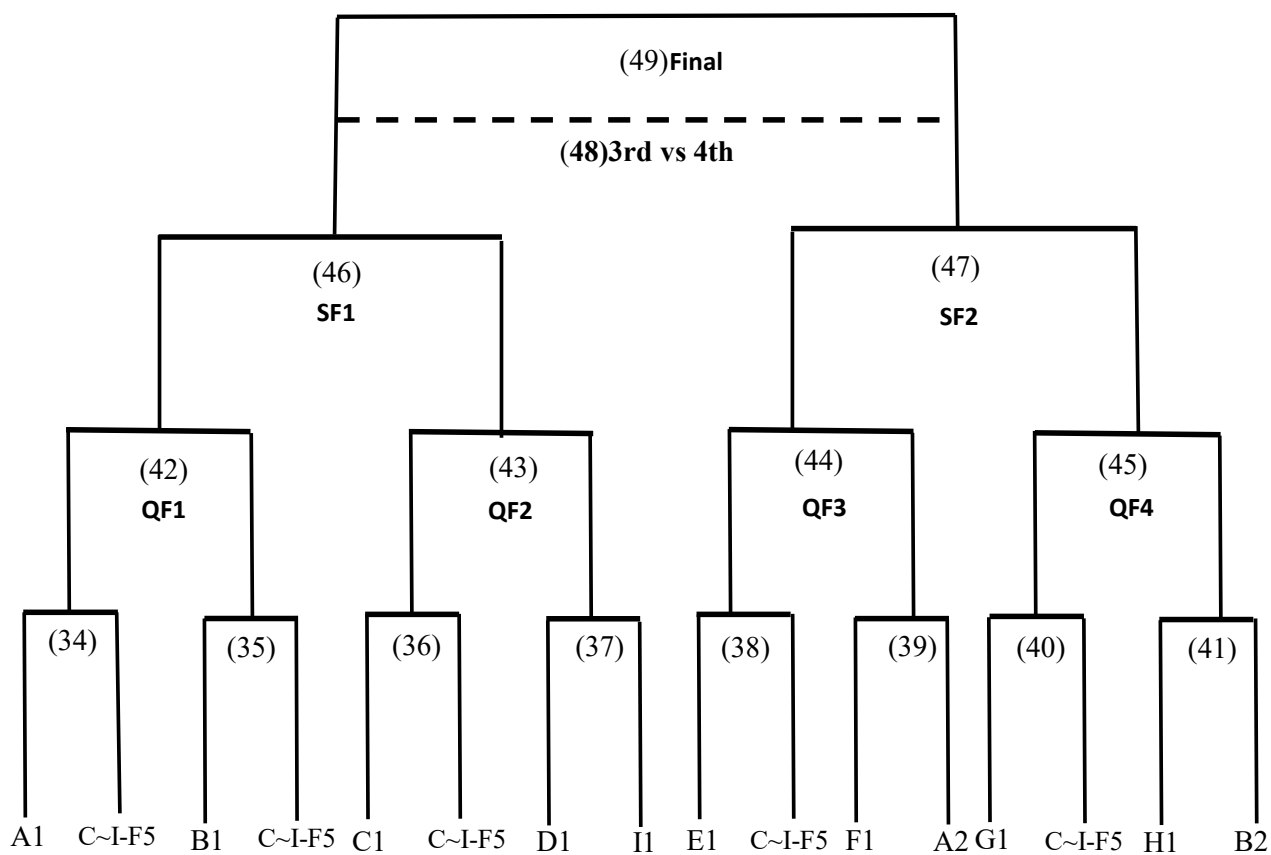 (49)Final
(48)3rd vs 4th
(46)
SF1
(47)
SF2
(42)
QF1
(43)
QF2
(44)
QF3
(45)
QF4
(34)
(35)
(36)
(37)
(38)
(39)
(40)
(41)
A1 C~I-F5 B1 C~I-F5 C1 C~I-F5 D1 I1 E1 C~I-F5 F1 A2 G1 C~I-F5 H1 B2